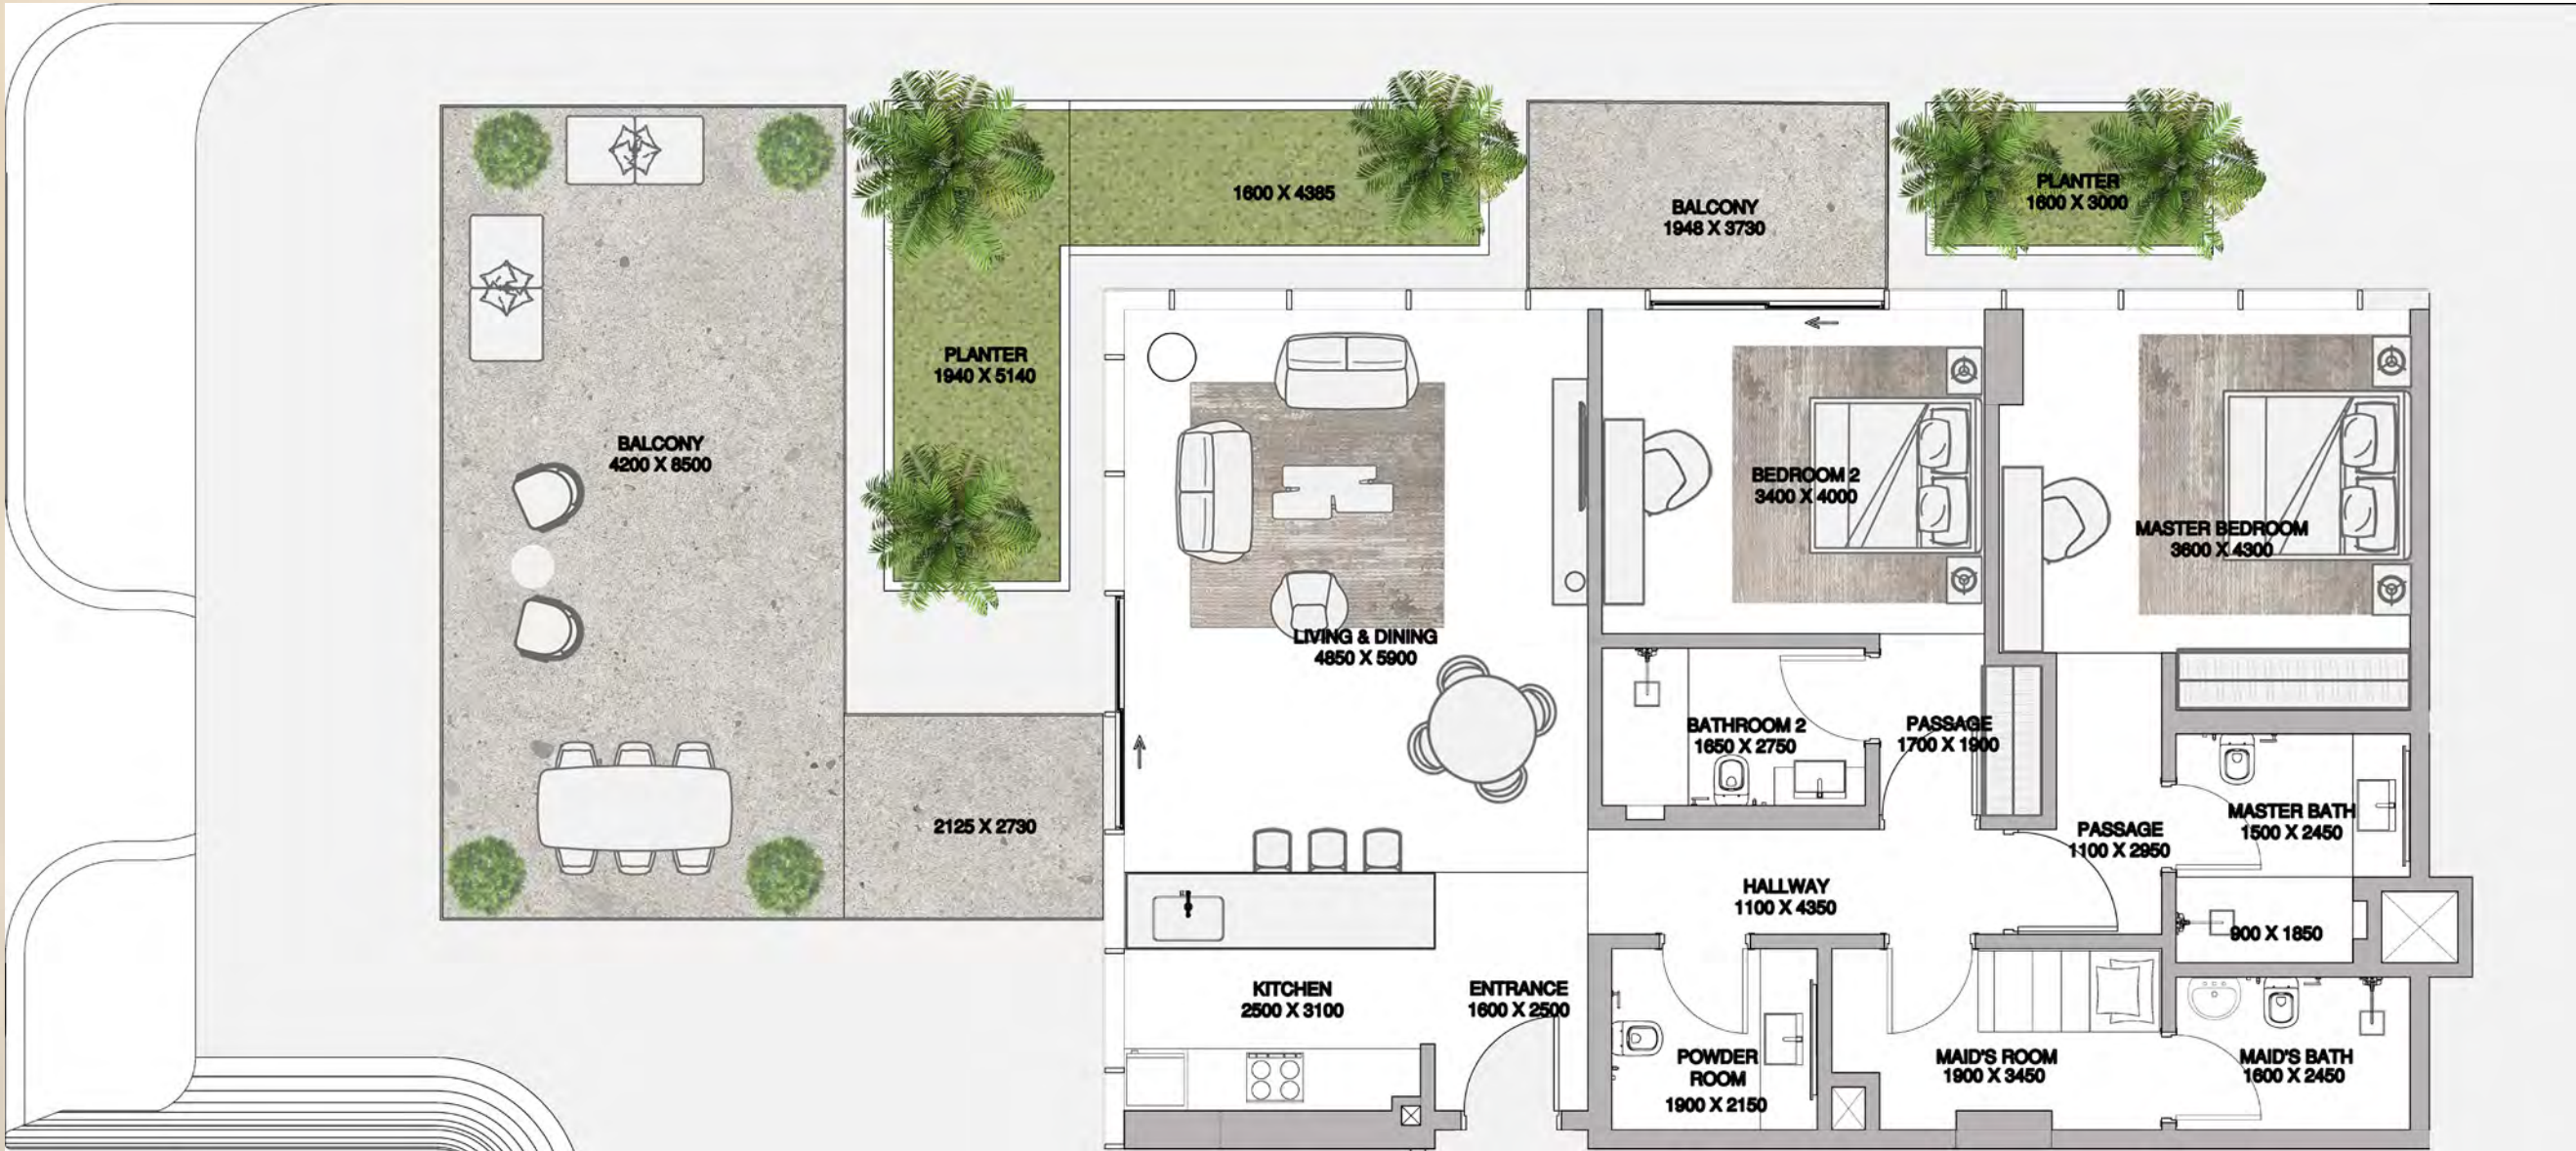 1600 X 4385
BALCONY
1948 X 3730
PLANTER
1600 X 3000
PLANTER
1940 X 5140
BALCONY
4200 X 8500
BEDROOM 2
3400 X 4000
MASTER BEDROOM
3600 X 4300
LIVING & DINING
4850 X 5900
BATHROOM 2
1650 X 2750
PASSAGE
1700 X 1900
2125 X 2730
MASTER BATH
1500 X 2450
PASSAGE
1100 X 2950
HALLWAY
1100 X 4350
900 X 1850
KITCHEN
2500 X 3100
ENTRANCE
1600 X 2500
POWDER
ROOM
1900 X 2150
MAID'S ROOM
1900 X 3450
MAID'S BATH
1600 X 2450